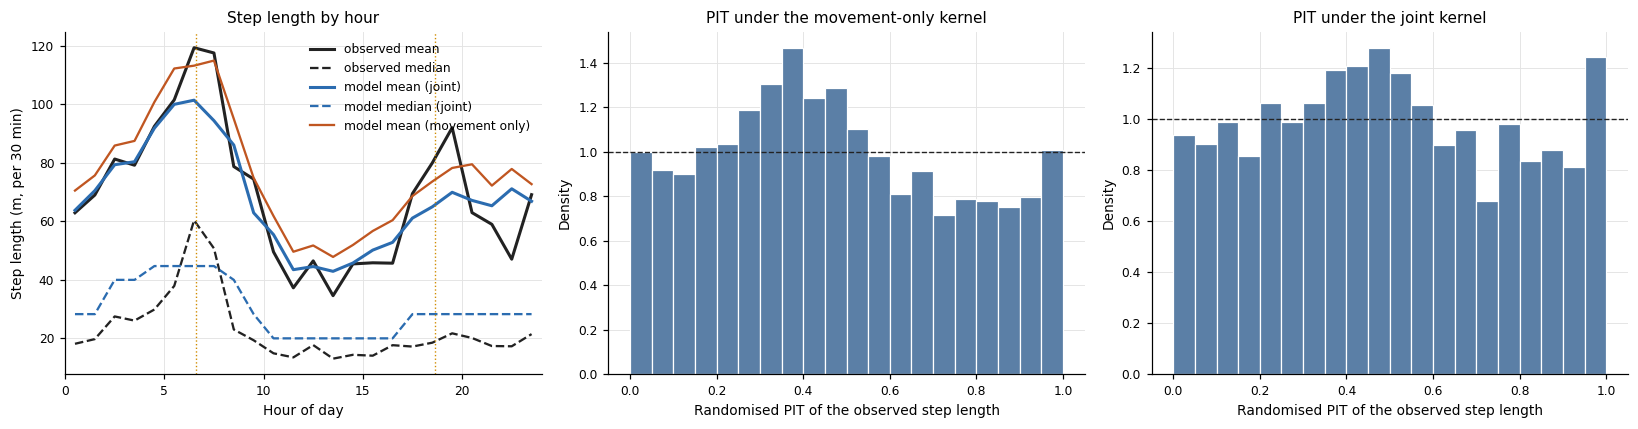 Step length by hour
Step length (m, per 30 min)
120
100
80
60
40
20
0
5
10
15
20
Hour of day
observed mean
observed median
model mean (joint)
model median (joint)
model mean (movement only)
PIT under the movement-only kernel
Density
1.4
1.2
1.0
0.8
0.6
0.4
0.2
0.0
0.0
0.2
0.4
0.6
0.8
1.0
Randomised PIT of the observed step length
PIT under the joint kernel
Density
1.2
1.0
0.8
0.6
0.4
0.2
0.0
0.0
0.2
0.4
0.6
0.8
1.0
Randomised PIT of the observed step length